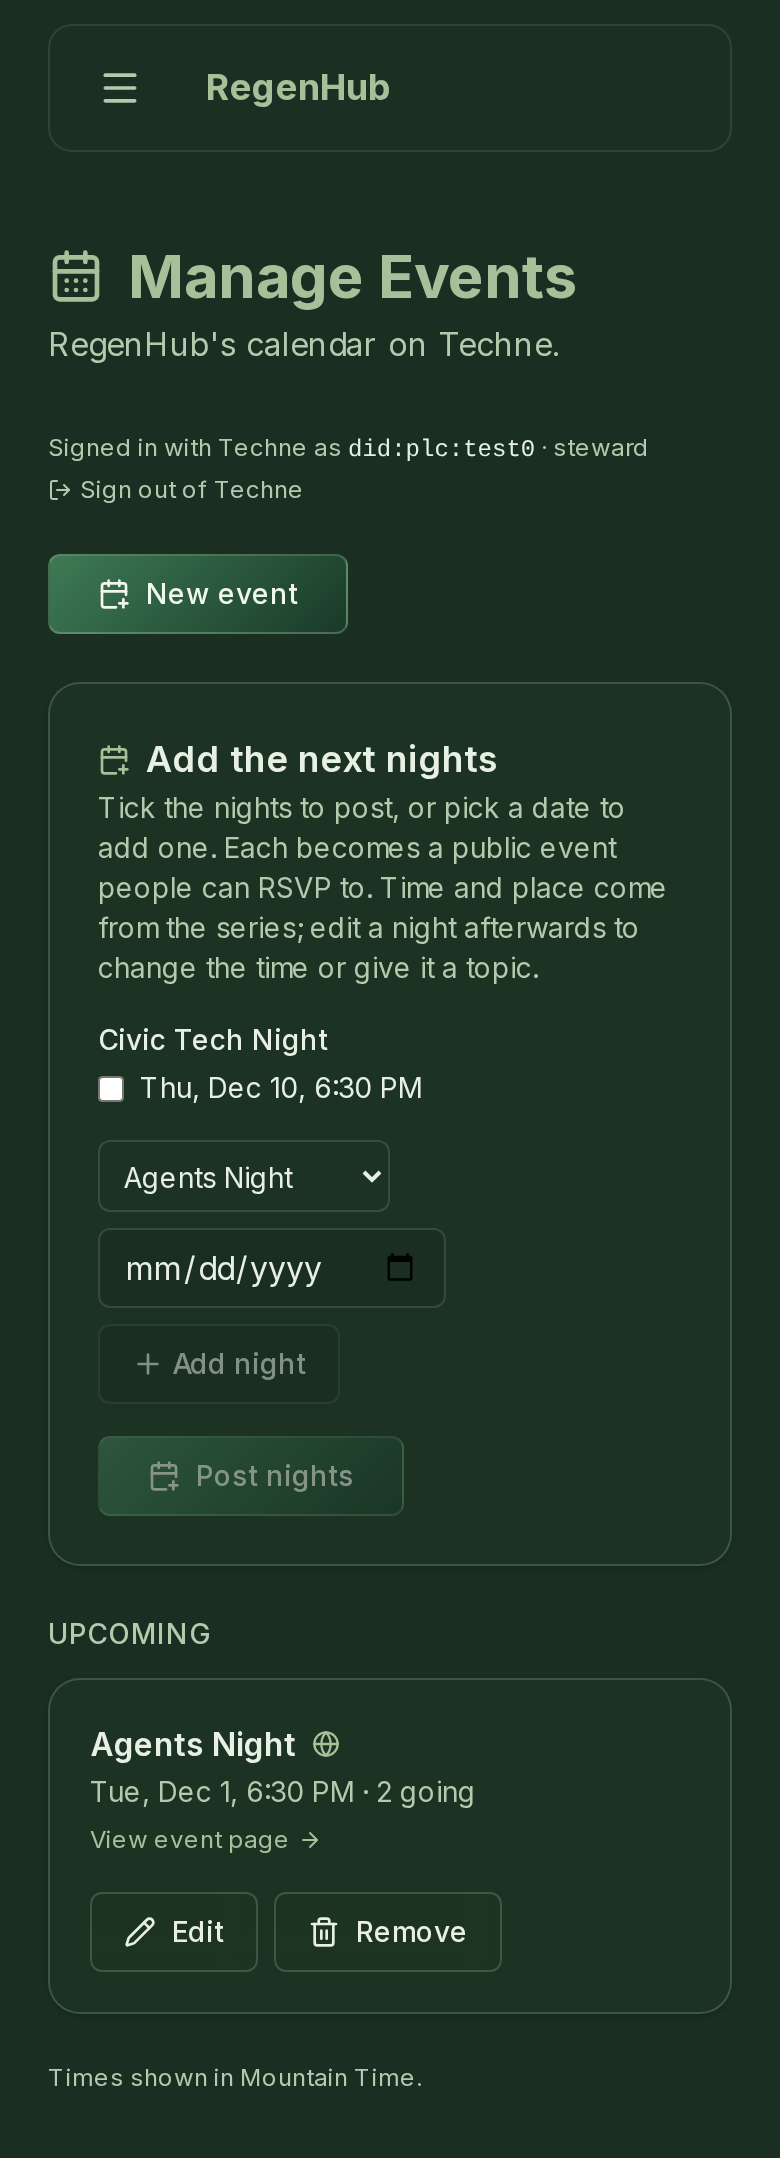 RegenHub
Manage Events
RegenHub's calendar on Techne.
Signed in with Techne as did:plc:test0 · steward
Sign out of Techne
New event
Add the next nights
Tick the nights to post, or pick a date to
add one. Each becomes a public event
people can RSVP to. Time and place come
from the series; edit a night afterwards to
change the time or give it a topic.
Civic Tech Night
Thu, Dec 10, 6:30 PM
Agents Night
mm/dd/yyyy
Add night
Post nights
UPCOMING
Agents Night
Tue, Dec 1, 6:30 PM · 2 going
View event page →
Edit
Remove
Times shown in Mountain Time.